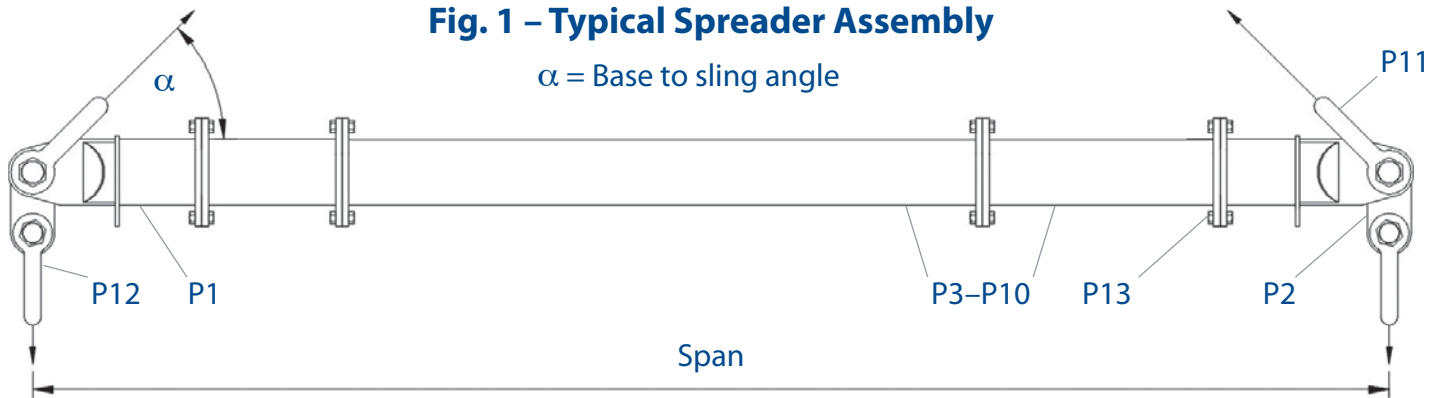 Fig. 1 – Typical Spreader Assembly
α = Base to sling angle
α
P11
P12
P1
P3–P10
P13
P2
Span